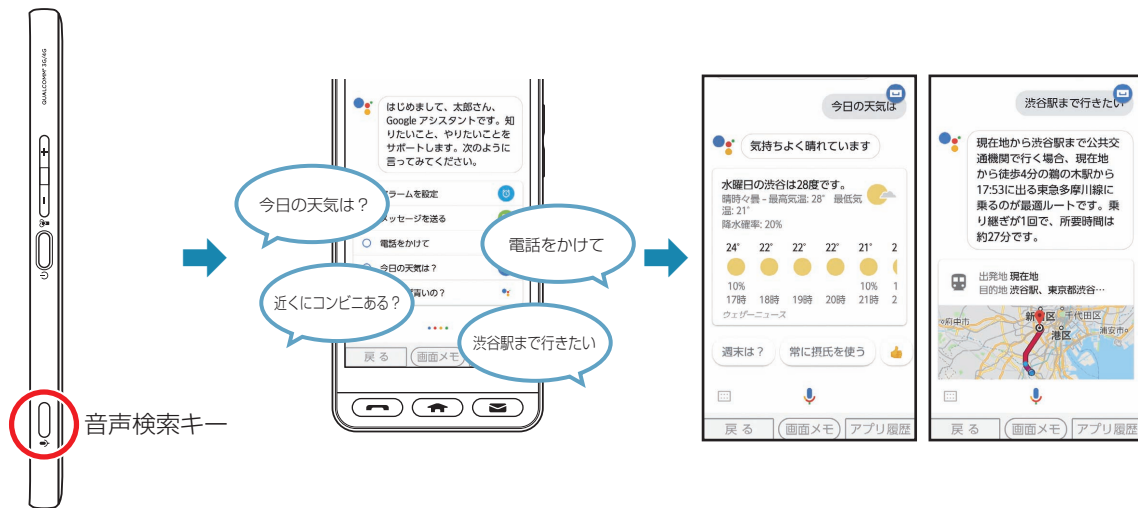 QUALCOMM 3G/4G
音声検索キー
はじめまして、太郎さん、
Google アシスタントです。知
りたいこと、やりたいことを
サポートします。次のように
言ってみてください。
ラームを設定
メッセージを送る
電話をかけて
今日の天気は？
青いの？
今日の天気は？
電話をかけて
近くにコンビニある？
渋谷駅まで行きたい
戻る
画面メモ
今日の天気は
気持ちよく晴れています
水曜日の渋谷は28度です。
晴時々曇 – 最高気温: 28° 最低気
温: 21°
降水確率: 20%
24° 22° 22° 22° 21° 2
10% 10% 1
17時 18時 19時 20時 21時 2
ウェザーニュース
週末は？ 常に摂氏を使う
戻る 画面メモ アプリ履歴
渋谷駅まで行きたい
現在地から渋谷駅まで公共交
通機関で行く場合、現在地
から徒歩4分の鵜の木駅から
17:53に出る東急多摩川線に
乗るのが最適ルートです。乗
り継ぎが1回で、所要時間は
約27分です。
出発地 現在地
目的地 渋谷駅、東京都渋谷…
府中市 新 区 千代田区
港区 浦安市
戻る 画面メモ アプリ履歴